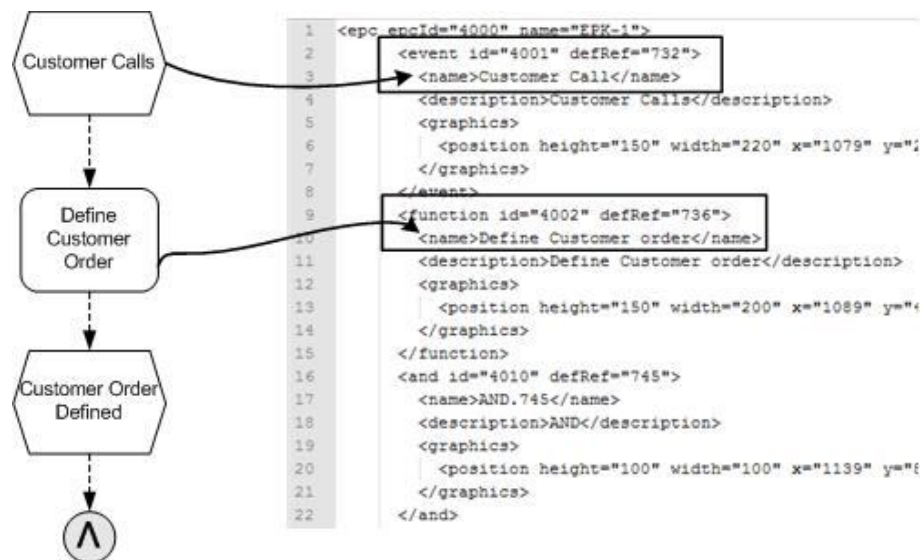 Customer Calls
Define
Customer
Order
Customer Order
Defined
Λ
1 <epc epcId="4000" name="EPK-1">
2 <event id="4001" defRef="732">
3 <name>Customer Call</name>
4 <description>Customer Calls</description>
5 <graphics>
6 <position height="150" width="220" x="1079" y="2
7 </graphics>
8 </event>
9 <function id="4002" defRef="736">
10 <name>Define Customer order</name>
11 <description>Define Customer order</description>
12 <graphics>
13 <position height="150" width="200" x="1089" y="4
14 </graphics>
15 </function>
16 <and id="4010" defRef="745">
17 <name>AND.745</name>
18 <description>AND</description>
19 <graphics>
20 <position height="100" width="100" x="1139" y="8
21 </graphics>
22 </and>